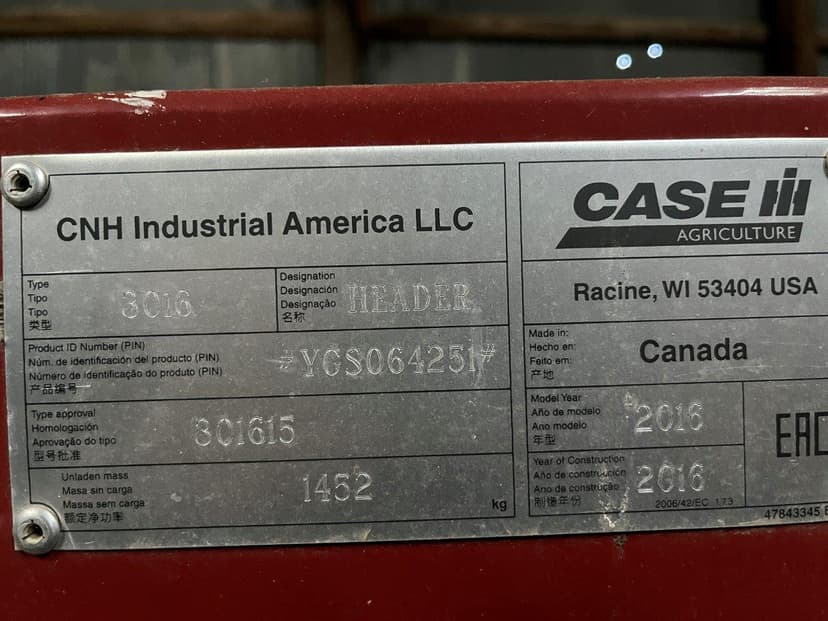 CNH Industrial America LLC
CASE IH
AGRICULTURE
Type
Tipo
Tipo
类型
3016
Designation
Designación
Designação
名称
HEADER
Racine, WI 53404 USA
Product ID Number (PIN)
Núm. de identificación del producto (PIN)
Número de identificação do produto (PIN)
产品编号
#YGS064251#
Made in:
Hecho en:
Feito em:
产地
Canada
Type approval
Homologación
Aprovação do tipo
型号批准
301615
Model Year
Año de modelo
Ano modelo
年型
2016
EAC
Unladen mass
Masa sin carga
Massa sem carga
额定净功率
1452
kg
Year of Construction
Año de construcción
Ano de construção
制造年份
2016
2006/42/EC 1.73
47843345